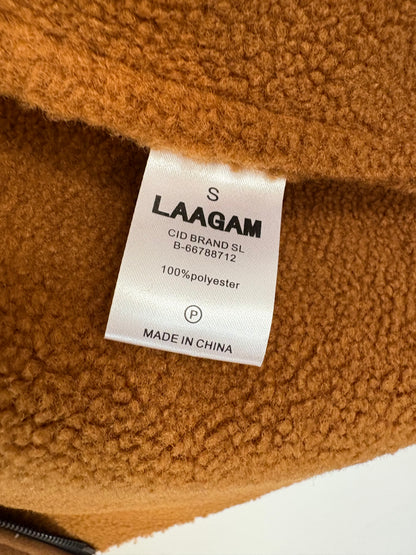 S
LAAGAM
CID BRAND SL
B-66788712
100%polyester
P
MADE IN CHINA